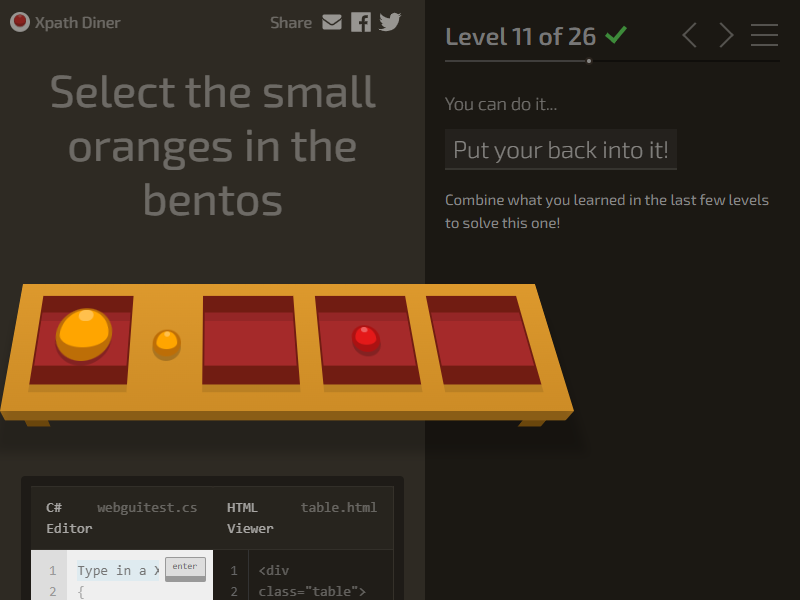 Xpath Diner
Share
Select the small
oranges in the
bentos
Level 11 of 26
You can do it...
Put your back into it!
Combine what you learned in the last few levels
to solve this one!
C#
Editor
webguitest.cs
HTML
Viewer
table.html
1
Type in a X
enter
2
{
1
<div
2
class="table">